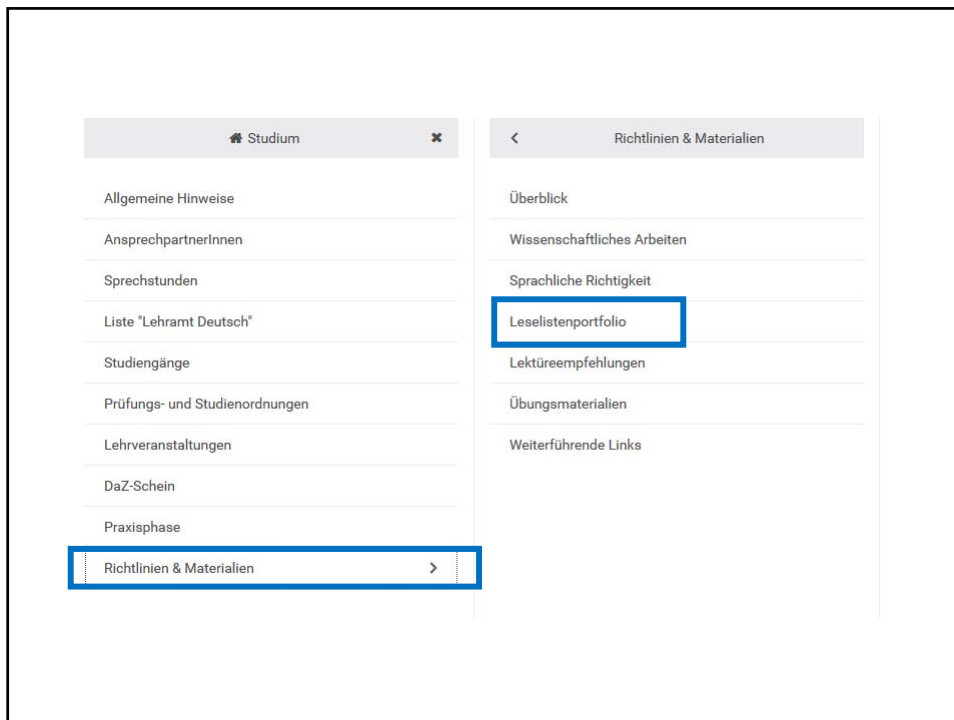 Studium
Allgemeine Hinweise
AnsprechpartnerInnen
Sprechstunden
Liste "Lehramt Deutsch"
Studiengänge
Prüfungs- und Studienordnungen
Lehrveranstaltungen
DaZ-Schein
Praxisphase
Richtlinien & Materialien
Richtlinien & Materialien
Überblick
Wissenschaftliches Arbeiten
Sprachliche Richtigkeit
Leselistenportfolio
Lektüreempfehlungen
Übungsmaterialien
Weiterführende Links